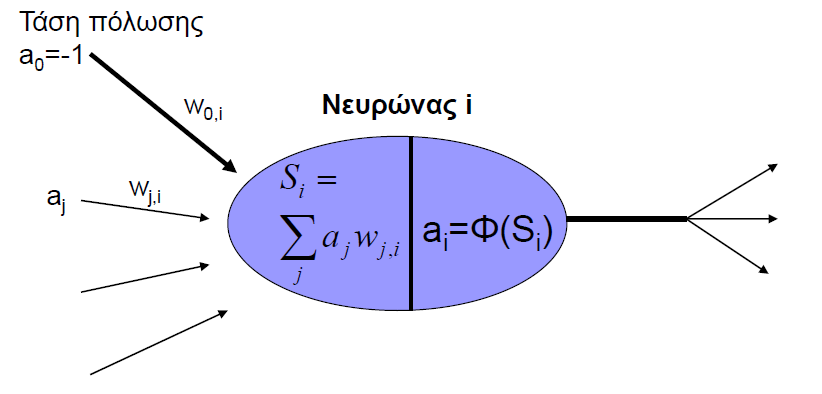 Τάση πόλωσης
a₀=-1
W₀,ᵢ
Νευρώνας i
aⱼ
Wⱼ,ᵢ
Sᵢ =
∑ aⱼ wⱼ,ᵢ
j
aᵢ=Φ(Sᵢ)